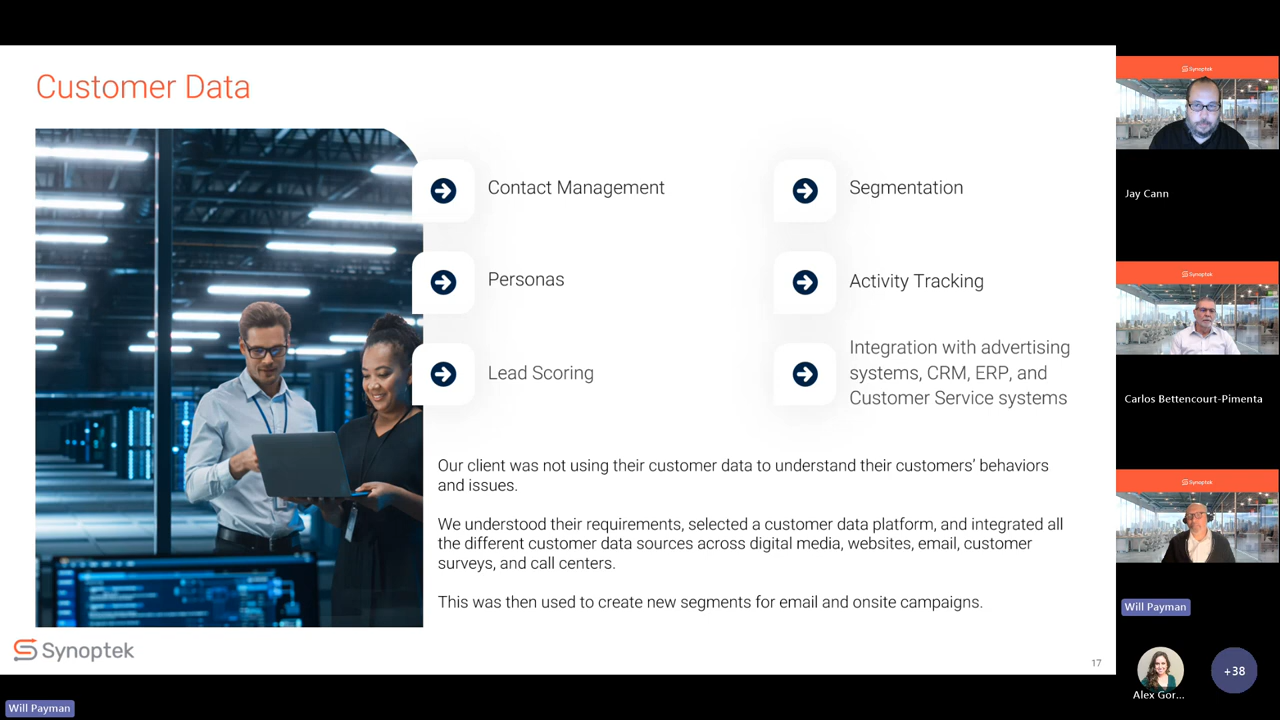 Customer Data
Contact Management
Segmentation
Personas
Activity Tracking
Lead Scoring
Integration with advertising
systems, CRM, ERP, and
Customer Service systems
Our client was not using their customer data to understand their customers’ behaviors
and issues.
We understood their requirements, selected a customer data platform, and integrated all
the different customer data sources across digital media, websites, email, customer
surveys, and call centers.
This was then used to create new segments for email and onsite campaigns.
Synoptek
17
Will Payman
Synoptek
Jay Cann
Synoptek
Carlos Bettencourt-Pimenta
Synoptek
Will Payman
Alex Gor...
+38